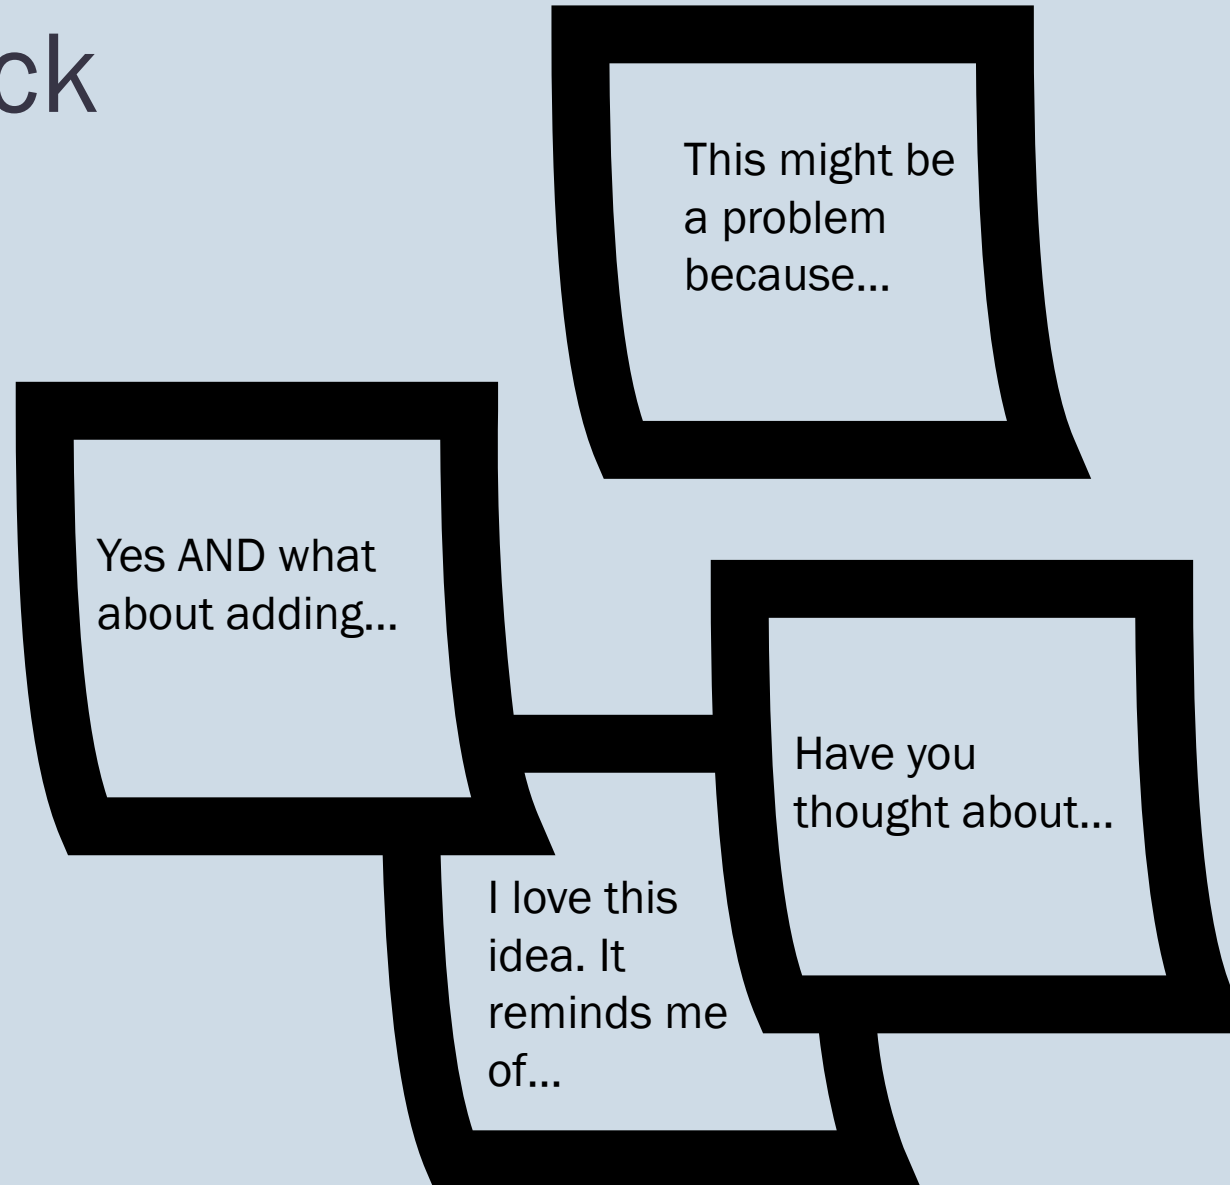 ck
This might be
a problem
because...
Yes AND what
about adding...
Have you
thought about...
I love this
idea. It
reminds me
of...